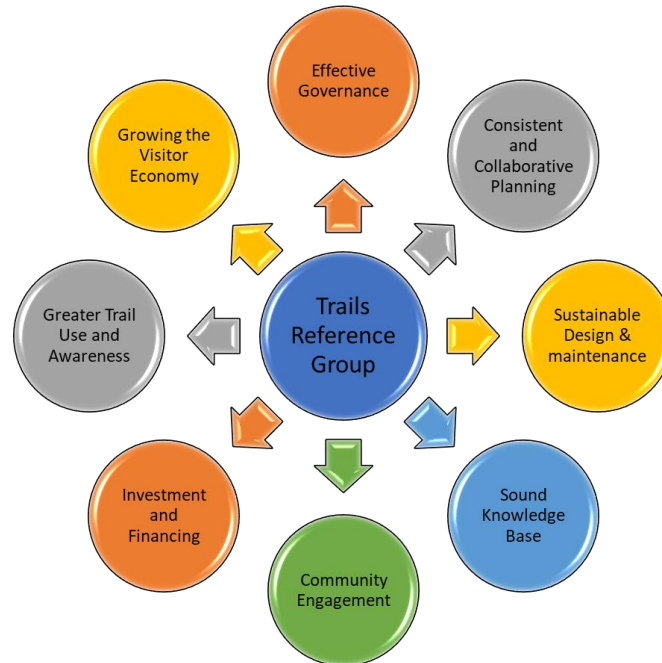 Effective
Governance
Consistent
and
Collaborative
Planning
Sustainable
Design &
maintenance
Sound
Knowledge
Base
Community
Engagement
Investment
and
Financing
Greater Trail
Use and
Awareness
Growing the
Visitor
Economy
Trails
Reference
Group